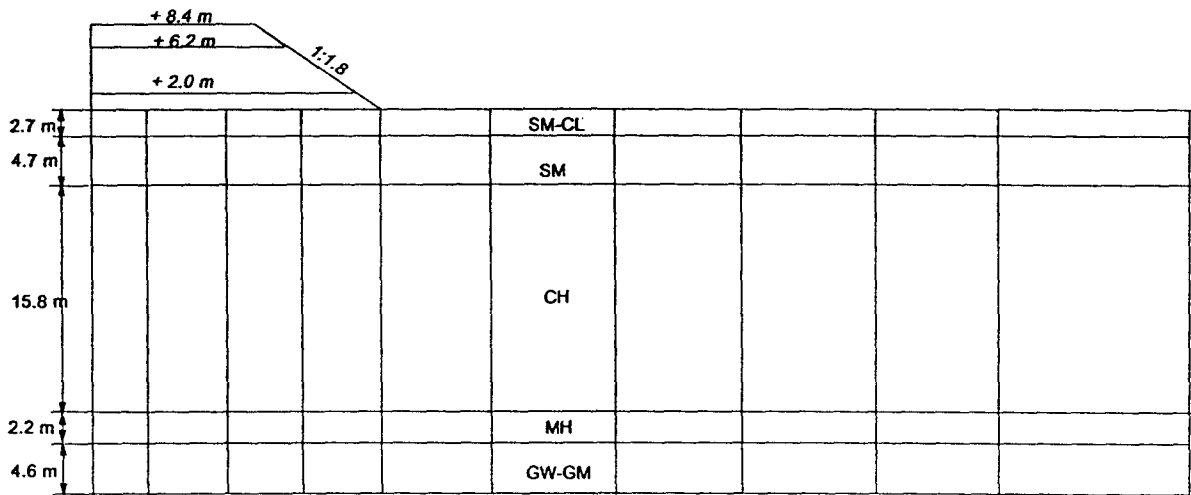 + 8.4 m
+ 6.2 m
1:1.8
+ 2.0 m
2.7 m
SM-CL
4.7 m
SM
15.8 m
CH
2.2 m
MH
4.6 m
GW-GM